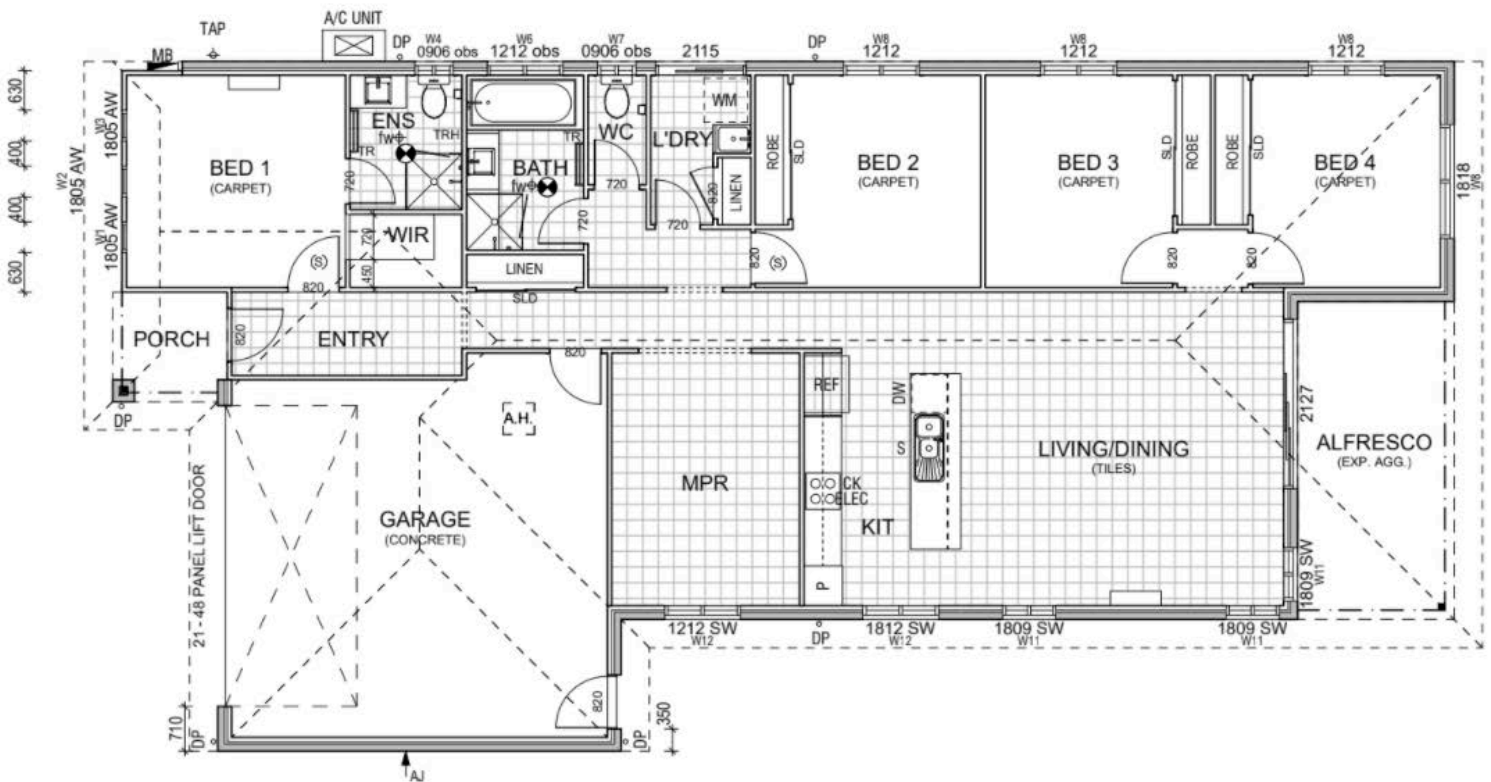 A/C UNIT
TAP
MB
DP
W4
0906 obs
W6
1212 obs
W7
0906 obs
2115
DP
W8
1212
W8
1212
W8
1212
630
400
400
630
W3
1805 AW
W2
1805 AW
W1
1805 AW
BED 1
(CARPET)
ENS
fw
TR
TRH
720
WIR
720
450
BATH
fw
TR
720
LINEN
SLD
WC
720
L'DRY
WM
820
LINEN
720
ROBE
SLD
BED 2
(CARPET)
820
(S)
BED 3
(CARPET)
SLD
ROBE
820
ROBE
SLD
BED 4
(CARPET)
820
1818
W8
(S)
820
PORCH
820
ENTRY
DP
820
A.H.
21 - 48 PANEL LIFT DOOR
GARAGE
(CONCRETE)
MPR
REF
DW
S
CK
ELEC
KIT
P
LIVING/DINING
(TILES)
2127
ALFRESCO
(EXP. AGG.)
1809 SW
W11
1212 SW
W12
DP
1812 SW
W12
1809 SW
W11
1809 SW
W11
710
DP
820
DP
350
AJ